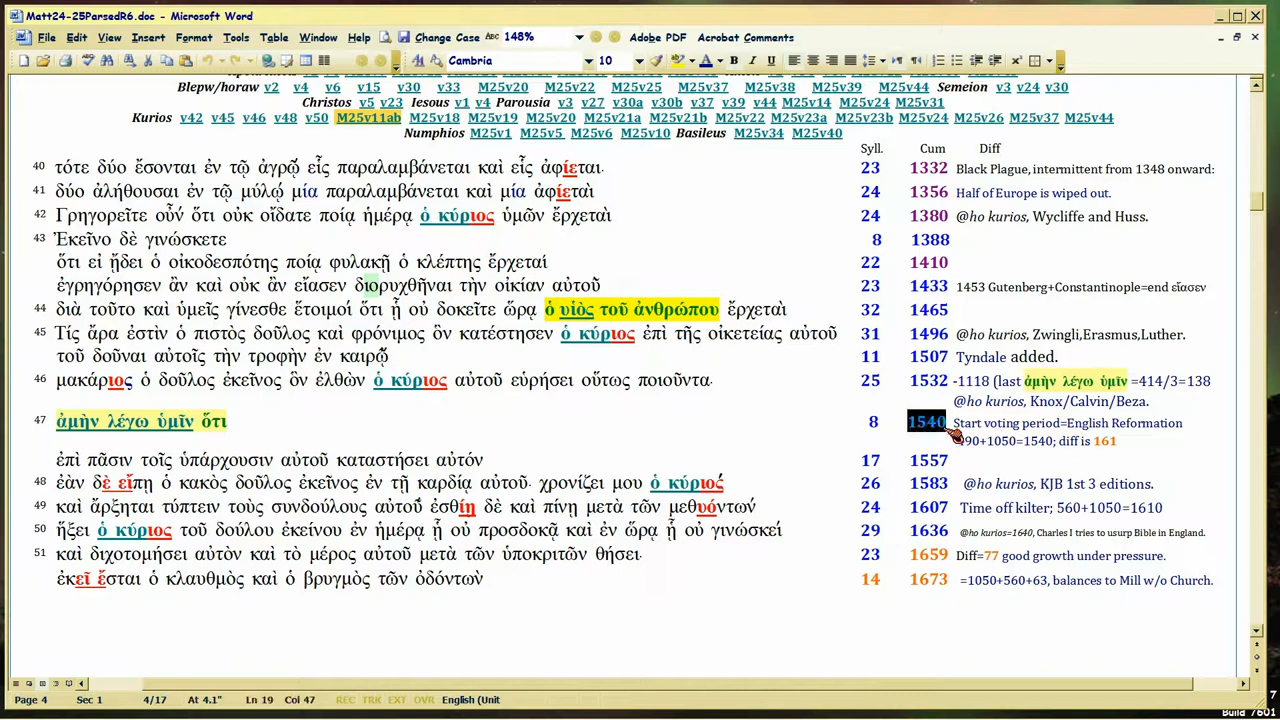 Matt24-25ParsedR6.doc - Microsoft Word
File Edit View Insert Format Tools Table Window Help Change Case 148% Adobe PDF Acrobat Comments
Cambria 10
Blepw/horaw v2 v4 v6 v15 v30 v33 M25v20 M25v22 M25v25 M25v37 M25v38 M25v39 M25v44 Semeion v3 v24 v30
Christos v5 v23 Iesous v1 v4 Parousia v3 v27 v30a v30b v37 v39 v44 M25v14 M25v24 M25v31
Kurios v42 v45 v46 v48 v50 M25v11ab M25v18 M25v19 M25v20 M25v21a M25v21b M25v22 M25v23a M25v23b M25v24 M25v26 M25v37 M25v44
Numphios M25v1 M25v5 M25v6 M25v10 Basileus M25v34 M25v40
Syll. Cum Diff
40 τότε δύο ἔσονται ἐν τῷ ἀγρῷ εἷς παραλαμβάνεται καὶ εἷς ἀφίεται· 23 1332 Black Plague, intermittent from 1348 onward:
41 δύο ἀλήθουσαι ἐν τῷ μύλῳ μία παραλαμβάνεται καὶ μία ἀφίεταὶ 24 1356 Half of Europe is wiped out.
42 Γρηγορεῖτε οὖν ὅτι οὐκ οἴδατε ποίᾳ ἡμέρᾳ ὁ κύριος ὑμῶν ἔρχεταὶ 24 1380 @ho kurios, Wycliffe and Huss.
43 Ἐκεῖνο δὲ γινώσκετε 8 1388
ὅτι εἰ ᾔδει ὁ οἰκοδεσπότης ποίᾳ φυλακῇ ὁ κλέπτης ἔρχεταί 22 1410
ἐγρηγόρησεν ἂν καὶ οὐκ ἂν εἴασεν διορυχθῆναι τὴν οἰκίαν αὐτοῦ 23 1433 1453 Gutenberg+Constantinople=end εἴασεν
44 διὰ τοῦτο καὶ ὑμεῖς γίνεσθε ἕτοιμοί ὅτι ᾗ οὐ δοκεῖτε ὥρᾳ ὁ υἱὸς τοῦ ἀνθρώπου ἔρχεταὶ 32 1465
45 Τίς ἄρα ἐστὶν ὁ πιστὸς δοῦλος καὶ φρόνιμος ὃν κατέστησεν ὁ κύριος ἐπὶ τῆς οἰκετείας αὐτοῦ 31 1496 @ho kurios, Zwingli,Erasmus,Luther.
τοῦ δοῦναι αὐτοῖς τὴν τροφὴν ἐν καιρῷ 11 1507 Tyndale added.
46 μακάριος ὁ δοῦλος ἐκεῖνος ὃν ἐλθὼν ὁ κύριος αὐτοῦ εὑρήσει οὕτως ποιοῦντα· 25 1532 -1118 (last ἀμὴν λέγω ὑμῖν =414/3=138
@ho kurios, Knox/Calvin/Beza.
47 ἀμὴν λέγω ὑμῖν ὅτι 8 1540 Start voting period=English Reformation
90+1050=1540; diff is 161
ἐπὶ πᾶσιν τοῖς ὑπάρχουσιν αὐτοῦ καταστήσει αὐτόν 17 1557
48 ἐὰν δὲ εἴπῃ ὁ κακὸς δοῦλος ἐκεῖνος ἐν τῇ καρδίᾳ αὐτοῦ· χρονίζει μου ὁ κύριος 26 1583 @ho kurios, KJB 1st 3 editions.
49 καὶ ἄρξηται τύπτειν τοὺς συνδούλους αὐτοῦ ἐσθίῃ δὲ καὶ πίνῃ μετὰ τῶν μεθυόντων 24 1607 Time off kilter; 560+1050=1610
50 ἥξει ὁ κύριος τοῦ δούλου ἐκείνου ἐν ἡμέρᾳ ᾗ οὐ προσδοκᾷ καὶ ἐν ὥρᾳ ᾗ οὐ γινώσκεί 29 1636 @ho kurios=1640, Charles I tries to usurp Bible in England.
51 καὶ διχοτομήσει αὐτὸν καὶ τὸ μέρος αὐτοῦ μετὰ τῶν ὑποκριτῶν θήσει· 23 1659 Diff=77 good growth under pressure.
ἐκεῖ ἔσται ὁ κλαυθμὸς καὶ ὁ βρυγμὸς τῶν ὀδόντων 14 1673 =1050+560+63, balances to Mill w/o Church.
Page 4 Sec 1 4/17 At 4.1" Ln 19 Col 47 REC TRK EXT OVR English (Unit
7
Build 7601